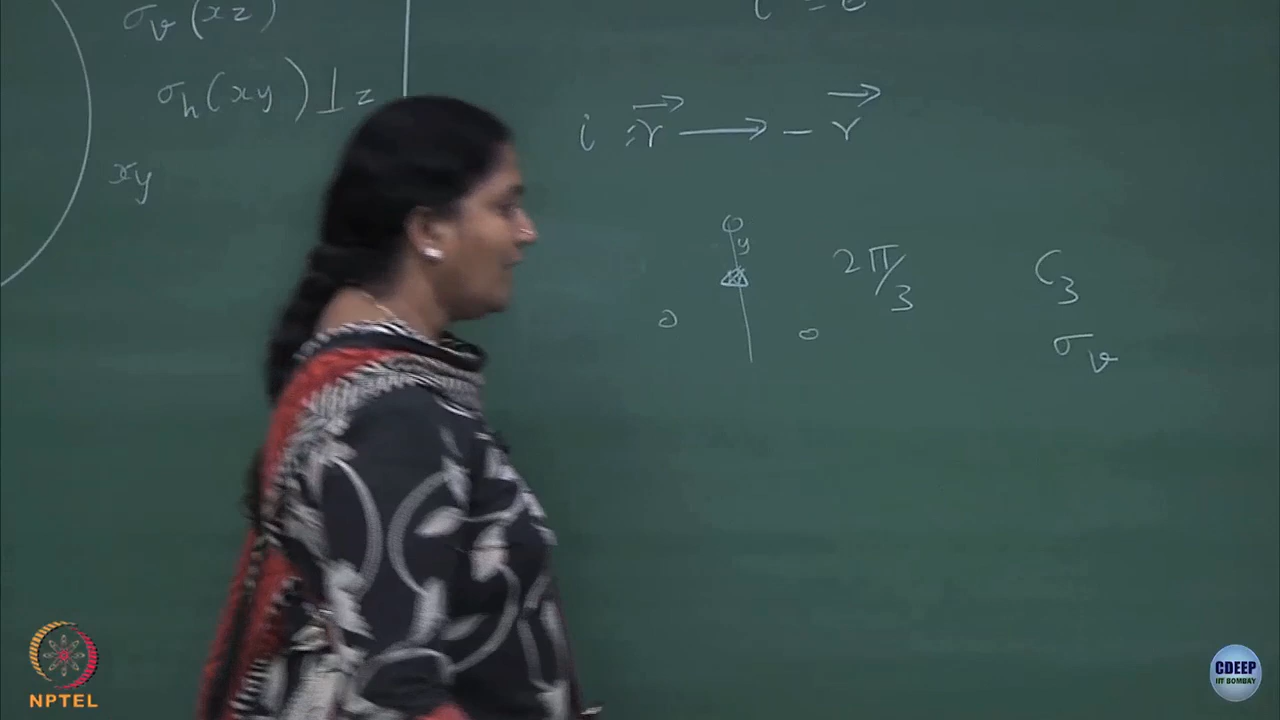 σv (xz)
σh (xy) ⊥ z
xy
i : r⃗ ⟶ − r⃗
y
2π/3
C3
σv
NPTEL
CDEEP
IIT BOMBAY